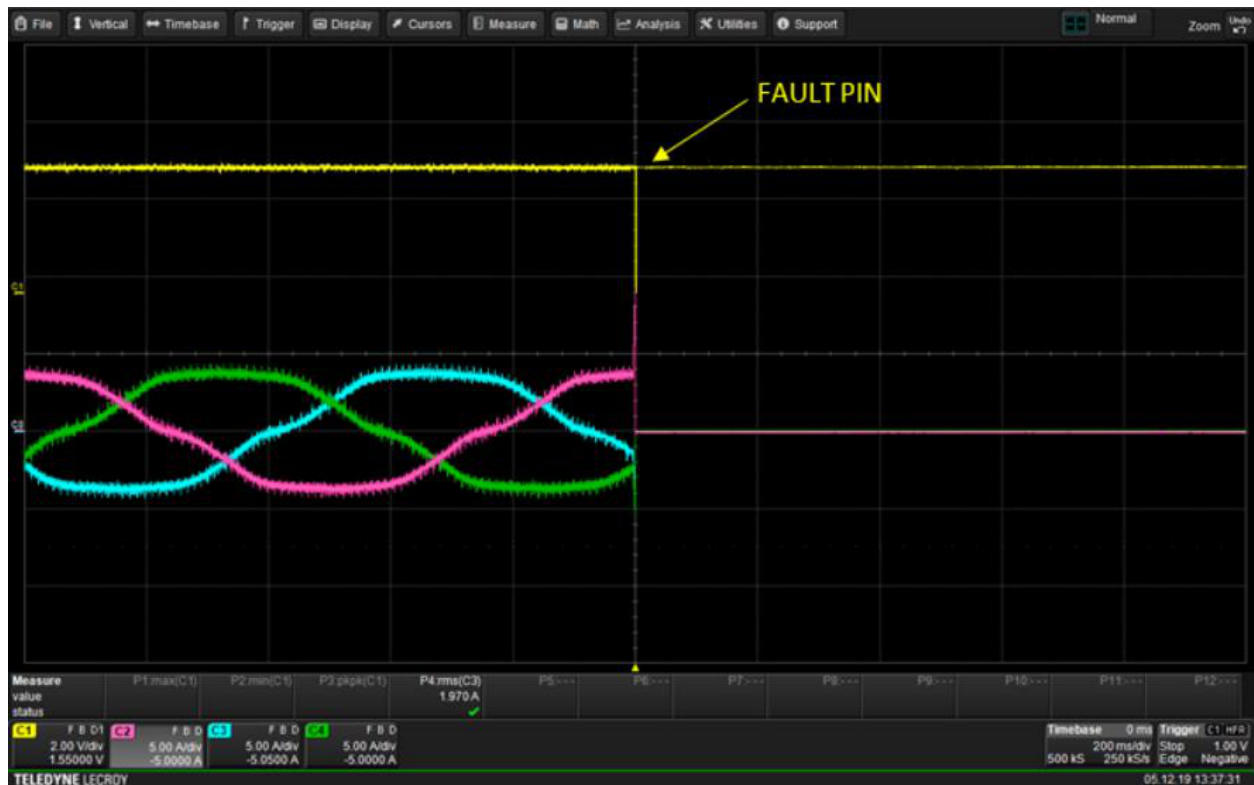 File Vertical Timebase Trigger Display Cursors Measure Math Analysis Utilities Support Normal Zoom Undo
FAULT PIN
C1
C3
Measure P1:max(C1) P2:min(C1) P3:pkpk(C1) P4:rms(C3) P5:--- P6:--- P7:--- P8:--- P9:--- P10:--- P11:--- P12:---
value 1.970 A
status
C1 F B D1 C2 F B D C3 F B D C4 F B D Timebase 0 ms Trigger C1 HFR
2.00 V/div 5.00 A/div 5.00 A/div 5.00 A/div 200 ms/div Stop 1.00 V
1.55000 V -5.0000 A -5.0500 A -5.0000 A 500 kS 250 kS/s Edge Negative
TELEDYNE LECROY 05.12.19 13:37:31